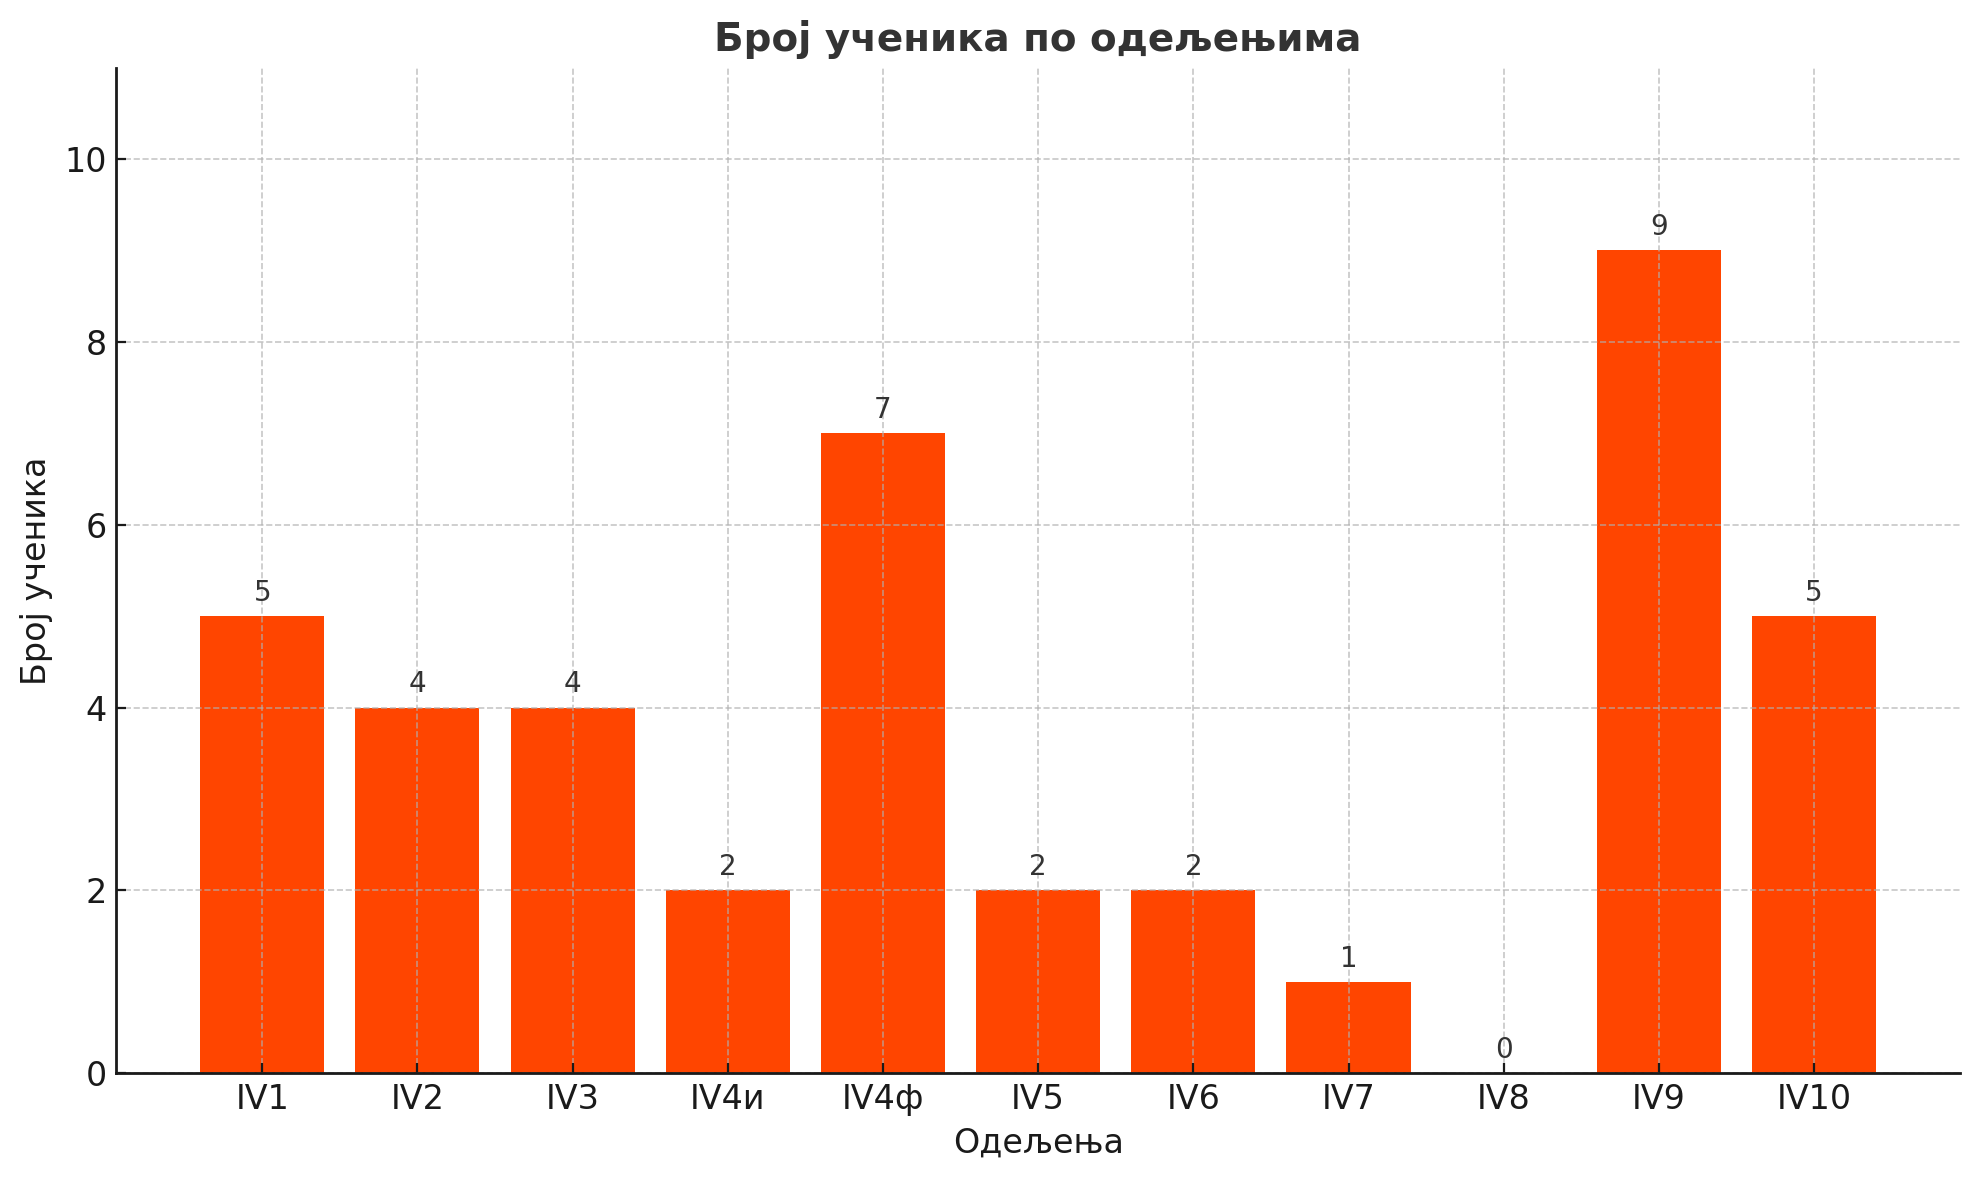 Број ученика по одељењима
Број ученика
10
8
6
4
2
0
5
4
4
2
7
2
2
1
0
9
5
IV1
IV2
IV3
IV4и
IV4ф
IV5
IV6
IV7
IV8
IV9
IV10
Одељења